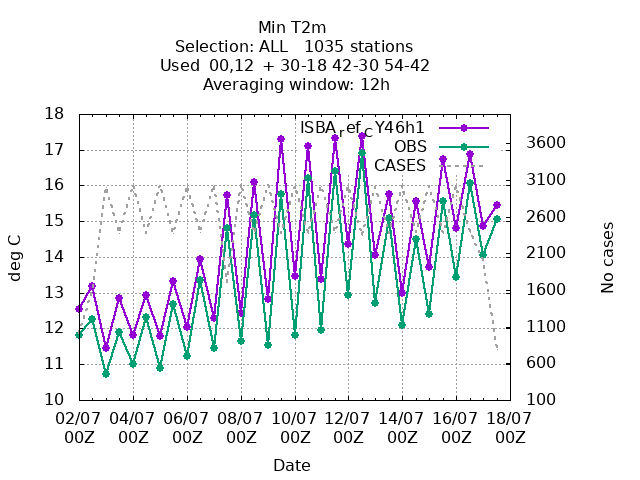 Min T2m
Selection: ALL   1035 stations
Used  00,12  + 30-18 42-30 54-42
Averaging window: 12h
ISBA_ref_CY46h1
OBS
CASES
18
17
16
15
14
13
12
11
10
deg C
3600
3100
2600
2100
1600
1100
600
100
No cases
02/07 04/07 06/07 08/07 10/07 12/07 14/07 16/07 18/07
00Z 00Z 00Z 00Z 00Z 00Z 00Z 00Z 00Z
Date